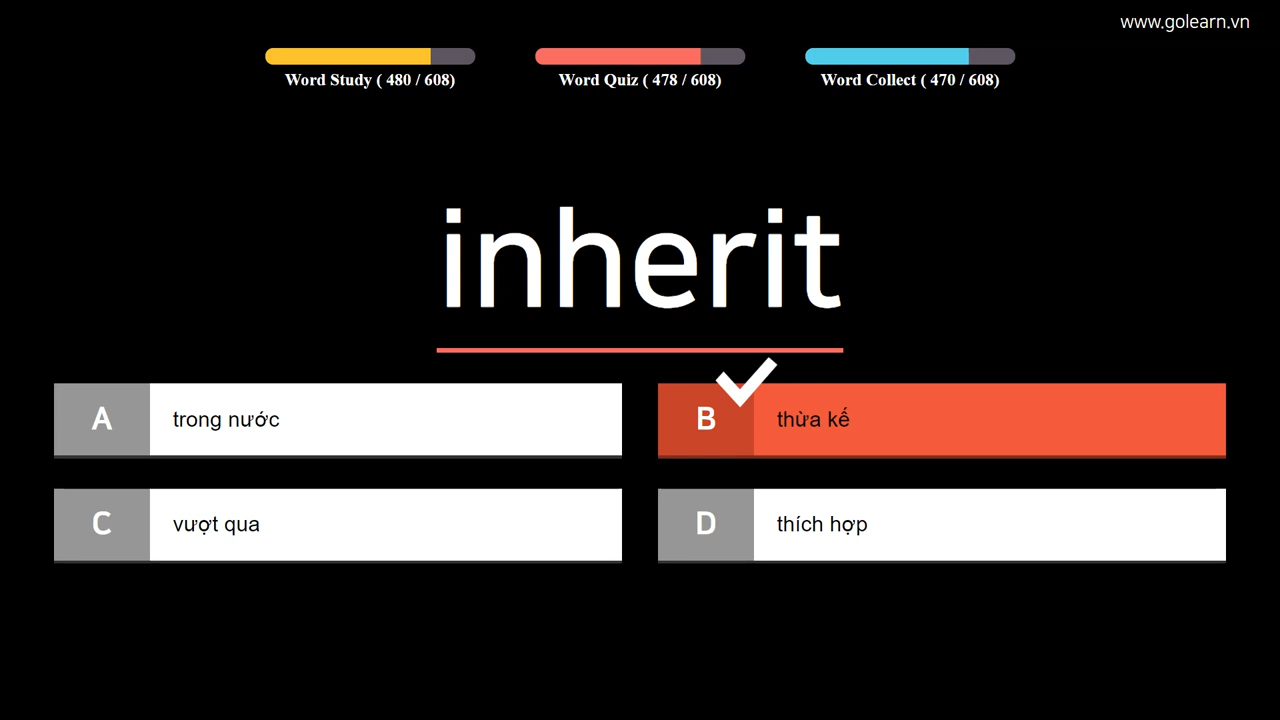 www.golearn.vn
Word Study ( 480 / 608)
Word Quiz ( 478 / 608)
Word Collect ( 470 / 608)
inherit
A trong nước
B thừa kế
C vượt qua
D thích hợp